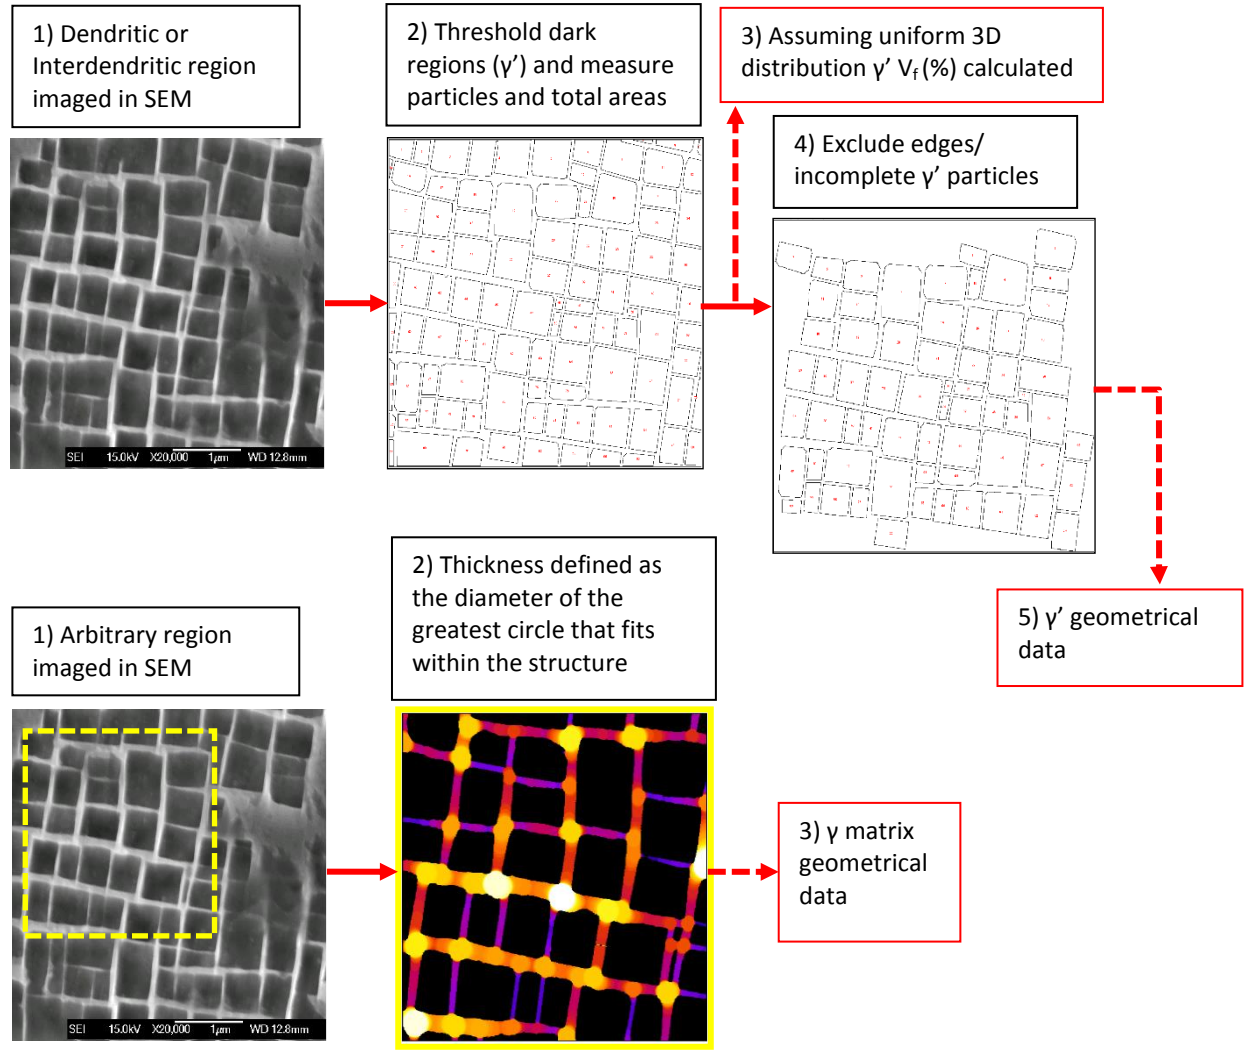 1) Dendritic or
Interdendritic region
imaged in SEM
2) Threshold dark
regions (γ’) and measure
particles and total areas
3) Assuming uniform 3D
distribution γ’ Vf (%) calculated
4) Exclude edges/
incomplete γ’ particles
SEI 15.0kV X20,000 1µm WD 12.8mm
5) γ’ geometrical
data
1) Arbitrary region
imaged in SEM
2) Thickness defined as
the diameter of the
greatest circle that fits
within the structure
3) γ matrix
geometrical
data
SEI 15.0kV X20,000 1µm WD 12.8mm